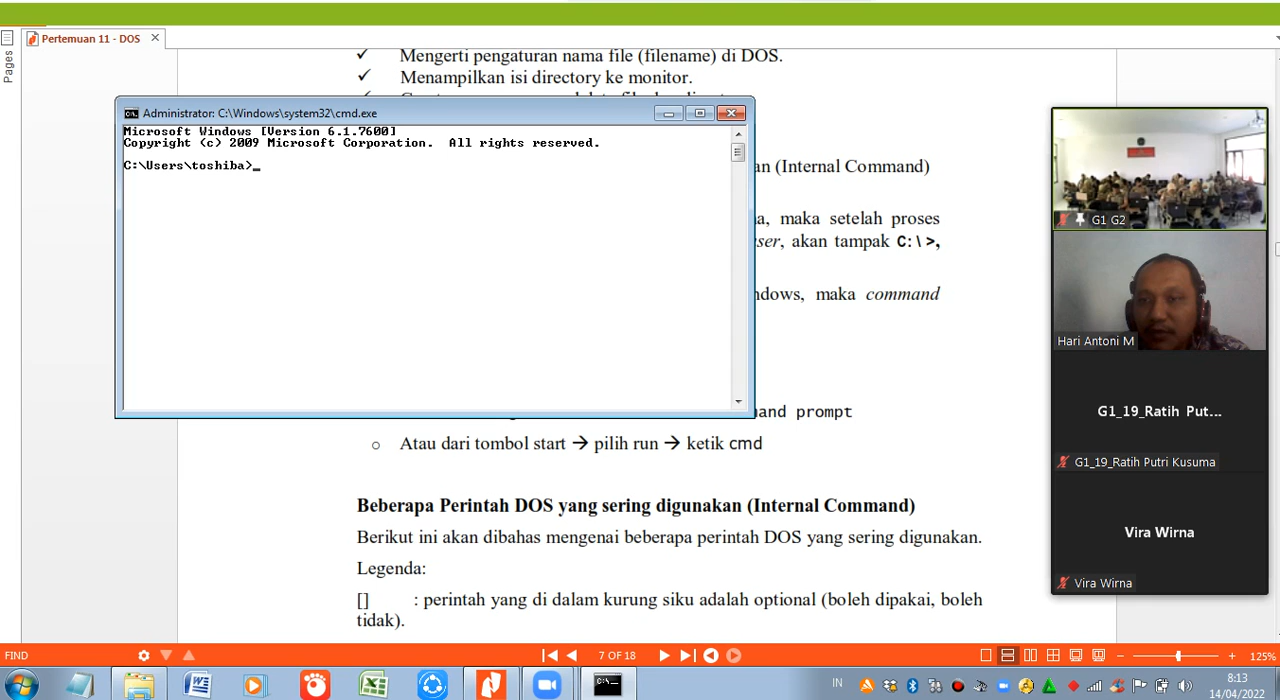 Pages
Pertemuan 11 - DOS
Mengerti pengaturan nama file (filename) di DOS.
Menampilkan isi directory ke monitor.
Administrator: C:\Windows\system32\cmd.exe
Microsoft Windows [Version 6.1.7600]
Copyright (c) 2009 Microsoft Corporation. All rights reserved.
C:\Users\toshiba>_
an (Internal Command)
na, maka setelah proses
ser, akan tampak C:\>,
ndows, maka command
and prompt
o Atau dari tombol start → pilih run → ketik cmd
Beberapa Perintah DOS yang sering digunakan (Internal Command)
Berikut ini akan dibahas mengenai beberapa perintah DOS yang sering digunakan.
Legenda:
[] : perintah yang di dalam kurung siku adalah optional (boleh dipakai, boleh
tidak).
G1 G2
Hari Antoni M
G1_19_Ratih Put...
G1_19_Ratih Putri Kusuma
Vira Wirna
Vira Wirna
FIND
7 OF 18
125%
IN
8:13
14/04/2022